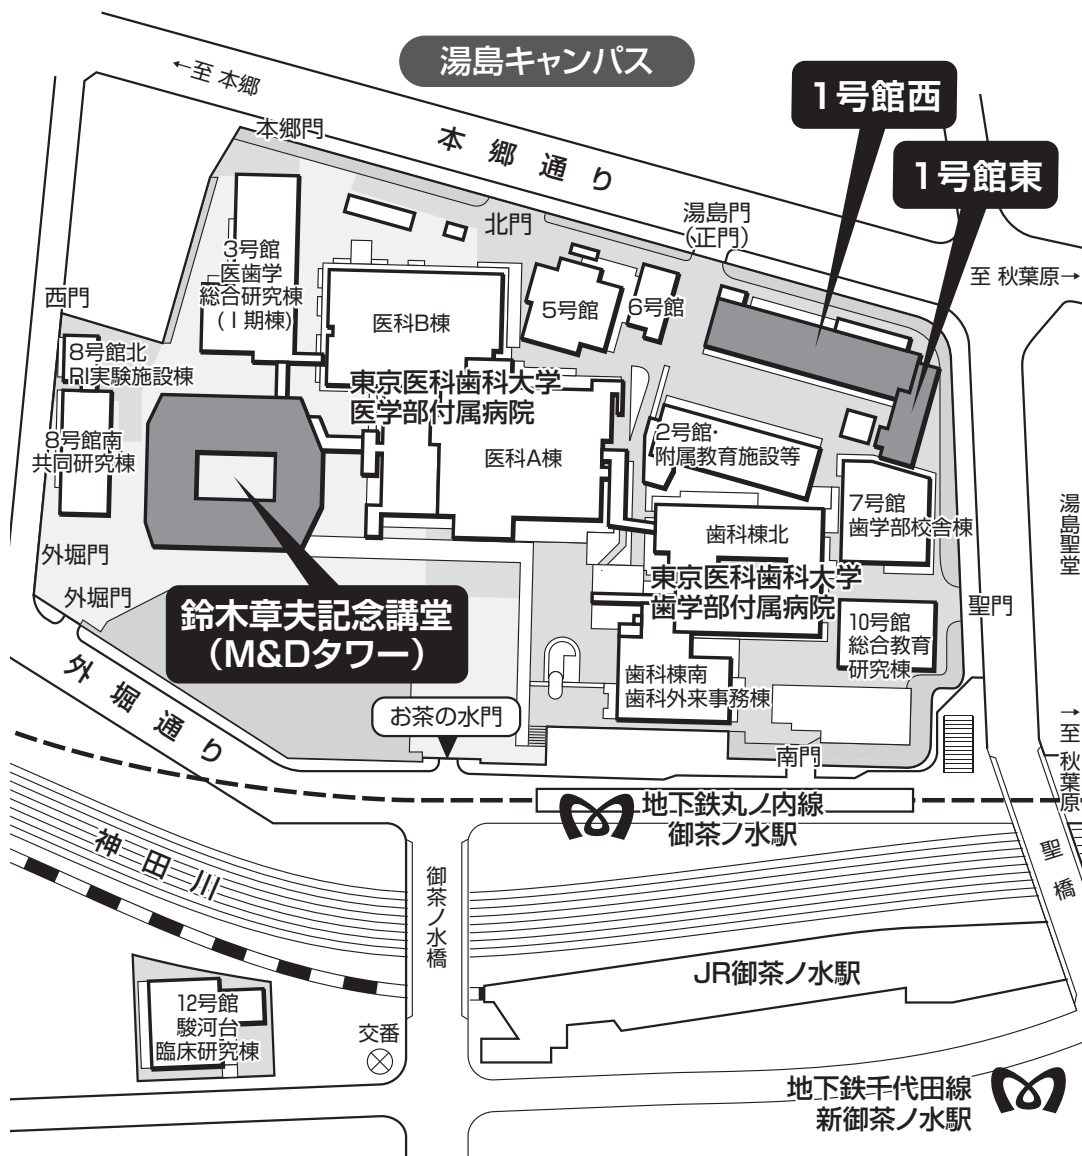 湯島キャンパス
←至 本郷
本郷通り
本郷門
1号館西
1号館東
北門
湯島門
(正門)
至 秋葉原→
3号館
医歯学
総合研究棟
(Ⅰ期棟)
西門
医科B棟
5号館
6号館
8号館北
RI実験施設棟
東京医科歯科大学
医学部付属病院
8号館南
共同研究棟
医科A棟
2号館・
附属教育施設等
7号館
歯学部校舎棟
湯島聖堂
歯科棟北
外堀門
外堀門
東京医科歯科大学
歯学部付属病院
聖門
鈴木章夫記念講堂
(M&Dタワー)
10号館
総合教育
研究棟
歯科棟南
歯科外来事務棟
外堀通り
お茶の水門
南門
→至 秋葉原
地下鉄丸ノ内線
御茶ノ水駅
神田川
御茶ノ水橋
聖橋
JR御茶ノ水駅
12号館
駿河台
臨床研究棟
交番
地下鉄千代田線
新御茶ノ水駅